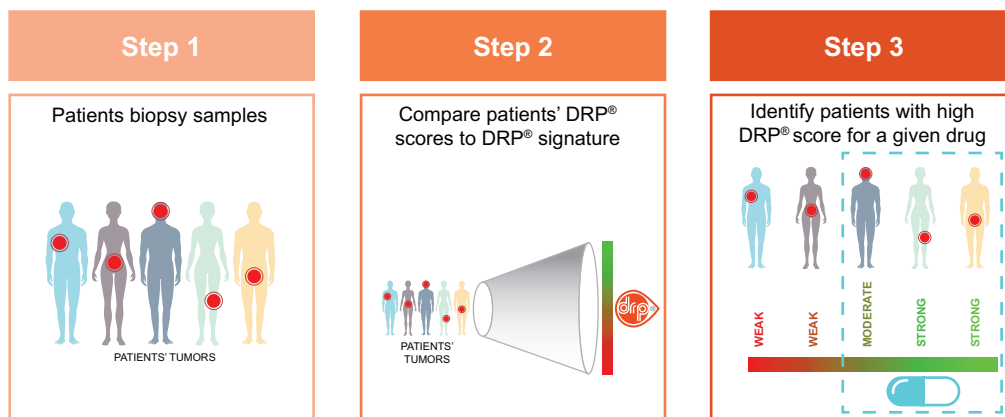 Step 1
Patients biopsy samples
PATIENTS' TUMORS
Step 2
Compare patients' DRP®
scores to DRP® signature
PATIENTS'
TUMORS
drp®
Step 3
Identify patients with high
DRP® score for a given drug
WEAK
WEAK
MODERATE
STRONG
STRONG